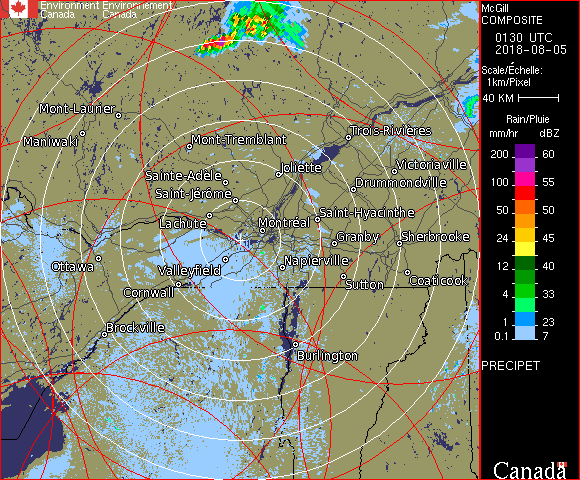 Environment Environnement
Canada Canada
McGill
COMPOSITE
0130 UTC
2018-08-05
Scale/Échelle:
1km/Pixel
40 KM
Rain/Pluie
mm/hr dBZ
200 60
100 55
50 50
24 45
12 40
4 33
1 23
0.1 7
PRECIPET
Canada
Mont-Laurier
Maniwaki
Mont-Tremblant
Trois-Rivières
Sainte-Adèle
Joliette
Victoriaville
Saint-Jérôme
Drummondville
Lachute
Saint-Hyacinthe
Montréal
Granby
Sherbrooke
Ottawa
Valleyfield
Napierville
Cornwall
Sutton
Coaticook
Brockville
Burlington